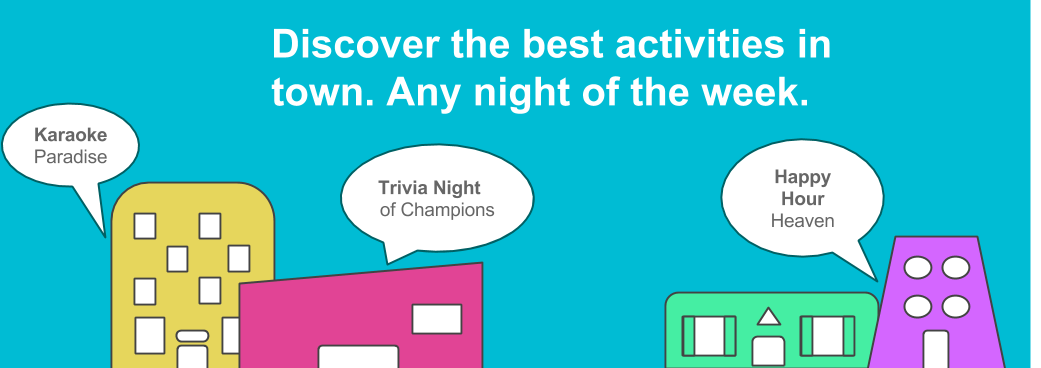 Discover the best activities in
town. Any night of the week.
Karaoke
Paradise
Trivia Night
of Champions
Happy
Hour
Heaven